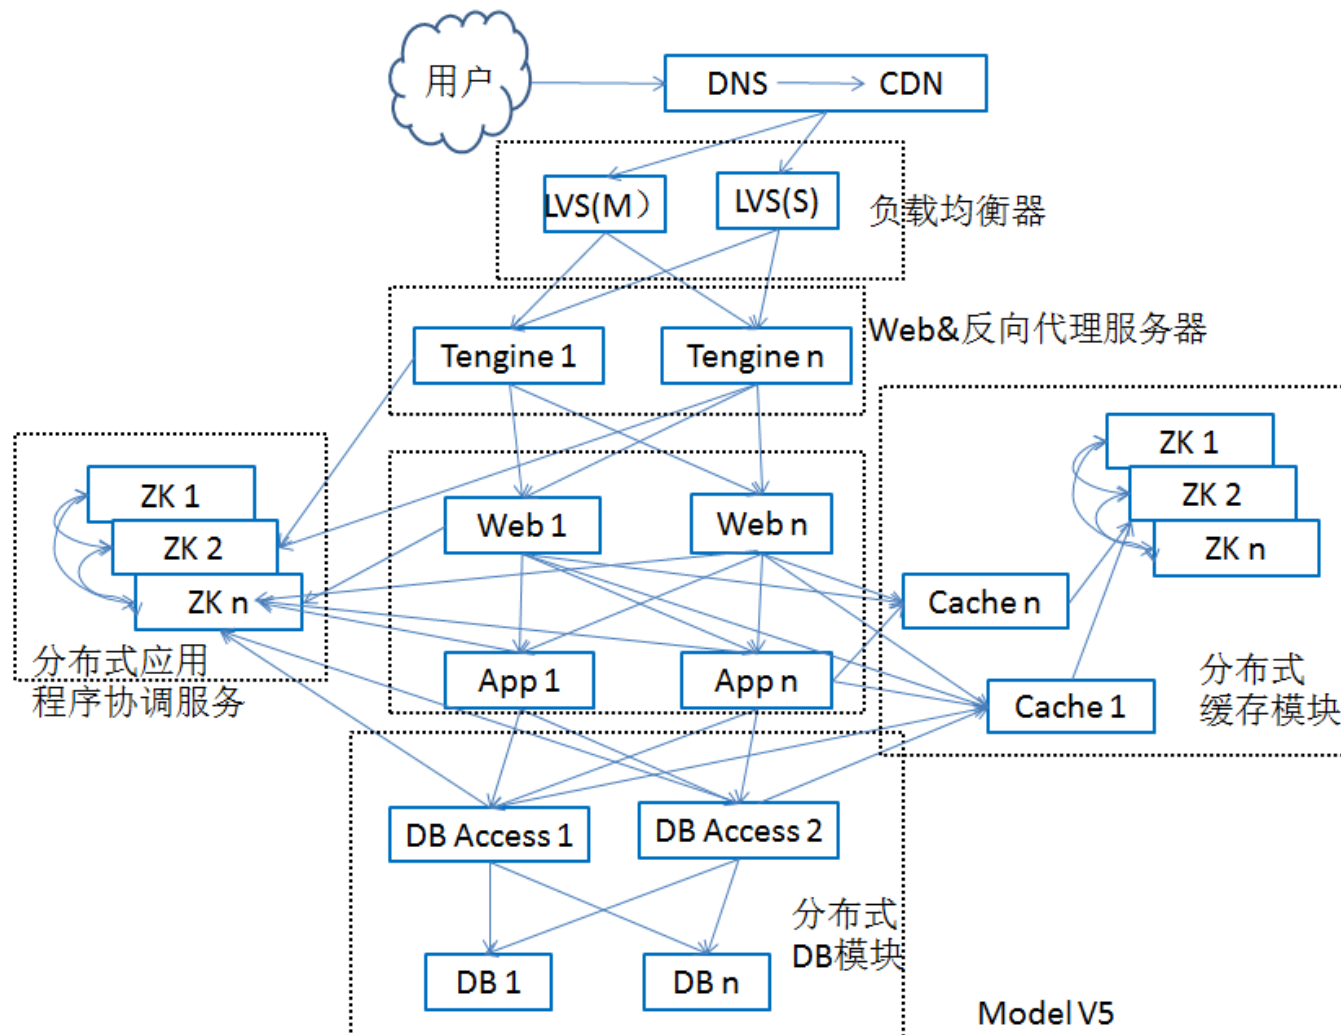 用户
DNS
CDN
LVS(M）
LVS(S)
负载均衡器
Tengine 1
Tengine n
Web&反向代理服务器
ZK 1
ZK 2
ZK n
分布式应用
程序协调服务
Web 1
Web n
App 1
App n
ZK 1
ZK 2
ZK n
Cache n
Cache 1
分布式
缓存模块
DB Access 1
DB Access 2
DB 1
DB n
分布式
DB模块
Model V5